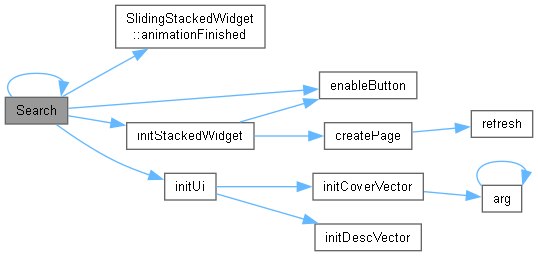 SlidingStackedWidget
::animationFinished
enableButton
Search
initStackedWidget
createPage
refresh
initUi
initCoverVector
arg
initDescVector